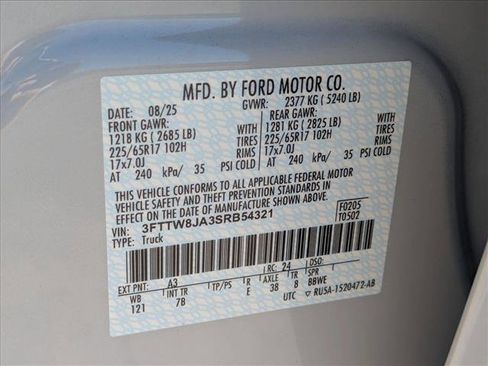 MFD. BY FORD MOTOR CO.
DATE: 08/25 GVWR: 2377 KG ( 5240 LB)
FRONT GAWR: REAR GAWR:
1218 KG ( 2685 LB) WITH 1281 KG ( 2825 LB) WITH
225/65R17 102H TIRES 225/65R17 102H TIRES
17x7.0J RIMS 17x7.0J RIMS
AT 240 kPa/ 35 PSI COLD AT 240 kPa/ 35 PSI COLD
THIS VEHICLE CONFORMS TO ALL APPLICABLE FEDERAL MOTOR
VEHICLE SAFETY AND THEFT PREVENTION STANDARDS IN
EFFECT ON THE DATE OF MANUFACTURE SHOWN ABOVE.
VIN: 3FTTW8JA3SRB54321 F0205
TYPE: Truck T0502
EXT PNT: A3 RC: 24 DSO:
WB INT TR TP/PS R AXLE TR SPR
121 7B E 38 8 BBWE
UTC ▽ RU5A-1520472-AB